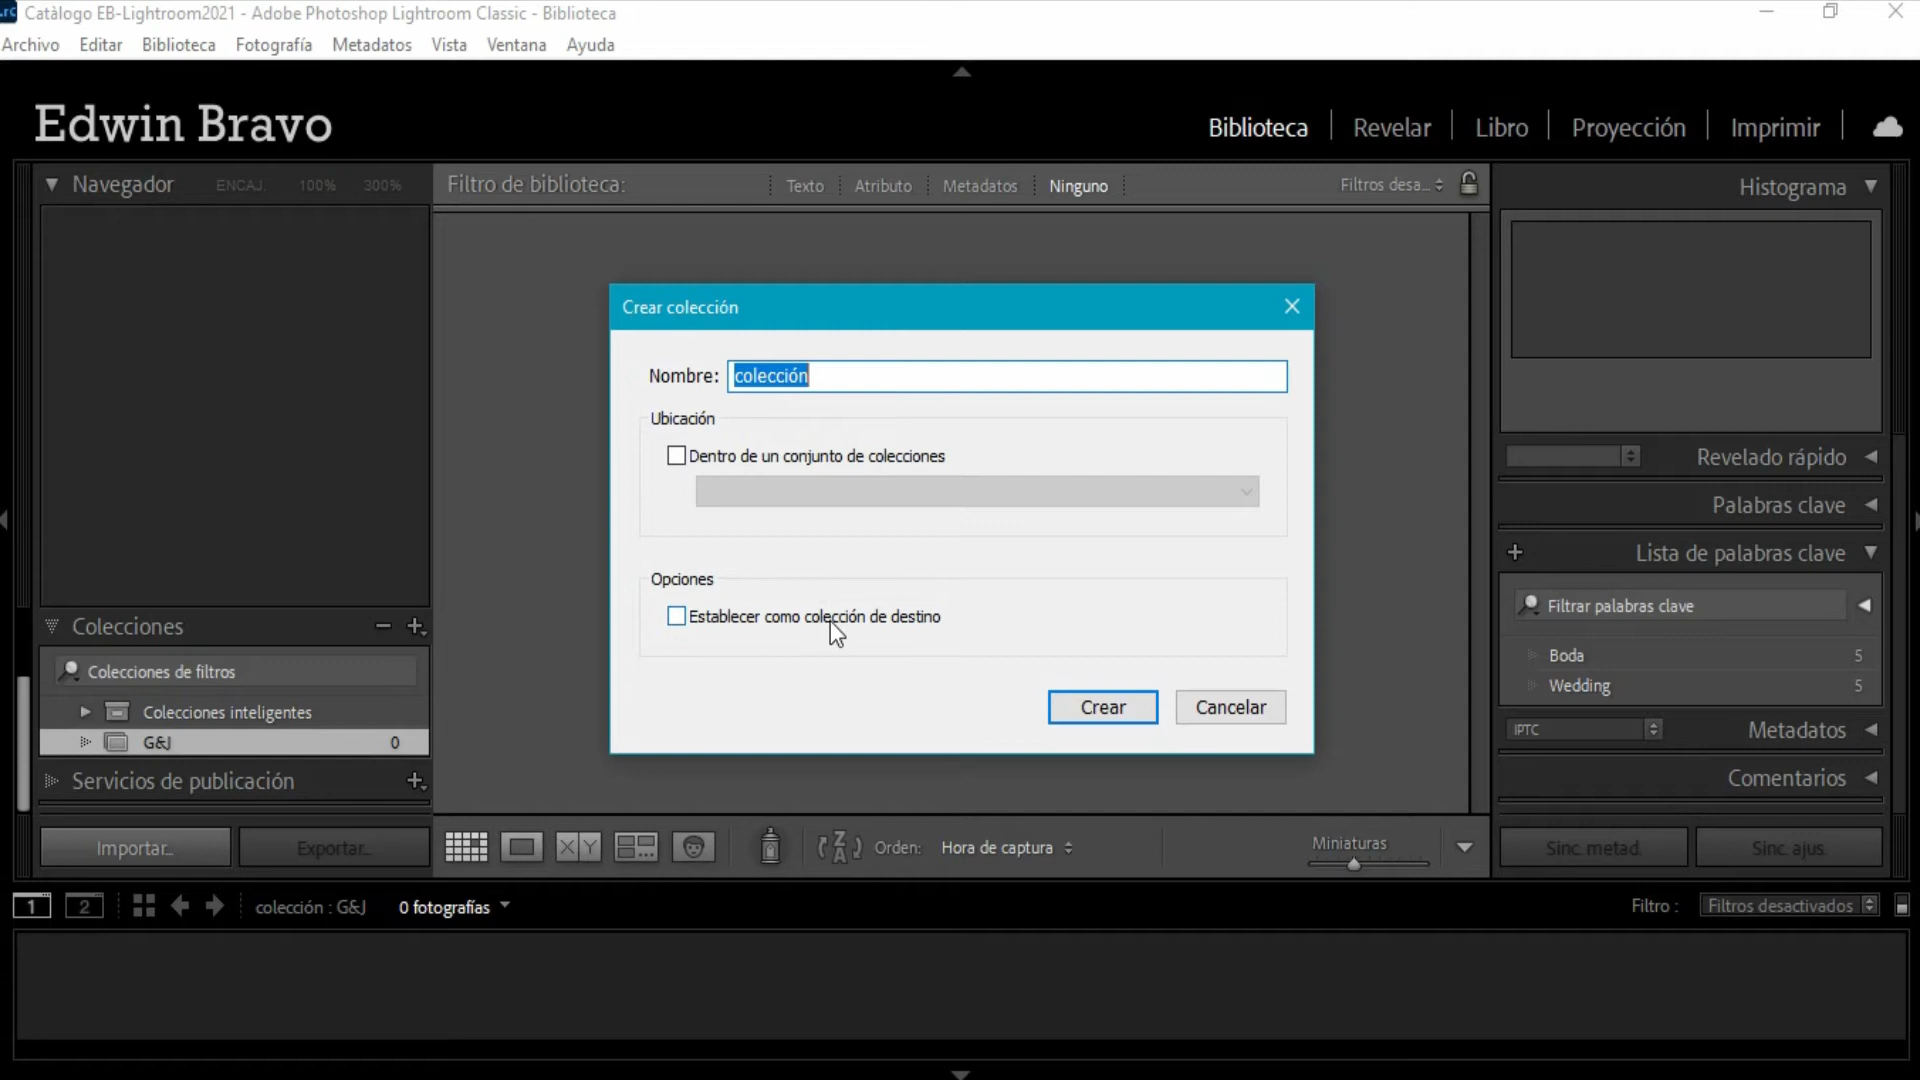 Catàlogo EB-Lightroom2021 - Adobe Photoshop Lightroom Classic - Biblioteca
Archivo Editar Biblioteca Fotografía Metadatos Vista Ventana Ayuda
Edwin Bravo
Biblioteca Revelar Libro Proyección Imprimir
Navegador ENCAJ. 100% 300%
Filtro de biblioteca: Texto Atributo Metadatos Ninguno Filtros desa...
Histograma
Crear colección
Nombre: colección
Ubicación
Dentro de un conjunto de colecciones
Opciones
Establecer como colección de destino
Crear Cancelar
Revelado rápido
Palabras clave
Lista de palabras clave
Filtrar palabras clave
Boda 5
Wedding 5
IPTC Metadatos
Comentarios
Colecciones
Colecciones de filtros
Colecciones inteligentes
G&J 0
Servicios de publicación
Importar... Exportar...
XY Orden: Hora de captura Miniaturas
Sinc. metad. Sinc. ajus.
1 2 colección : G&J 0 fotografías Filtro : Filtros desactivados